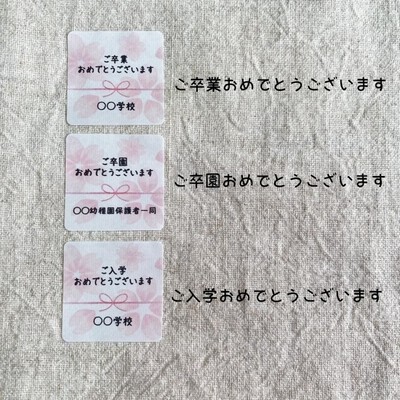 ご卒業
おめでとうございます
〇〇学校
ご卒業おめでとうございます
ご卒園
おめでとうございます
〇〇幼稚園保護者一同
ご卒園おめでとうございます
ご入学
おめでとうございます
〇〇学校
ご入学おめでとうございます